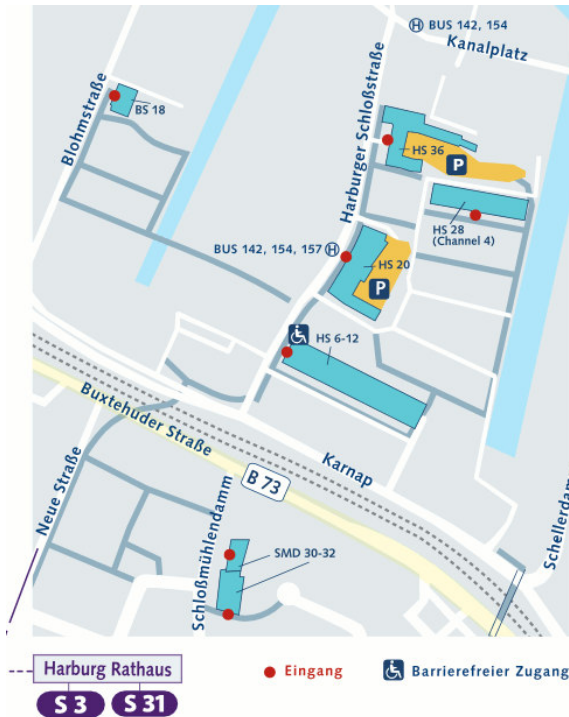 BUS 142, 154
Kanalplatz
BS 18
Blohmstraße
Harburger Schloßstraße
HS 36
P
HS 28
(Channel 4)
BUS 142, 154, 157
HS 20
P
HS 6-12
Buxtehuder Straße
Karnap
B 73
Neue Straße
Schloßmühlendamm
SMD 30-32
Schellerdamm
Harburg Rathaus
S 3
S 31
Eingang
Barrierefreier Zugang
H
H